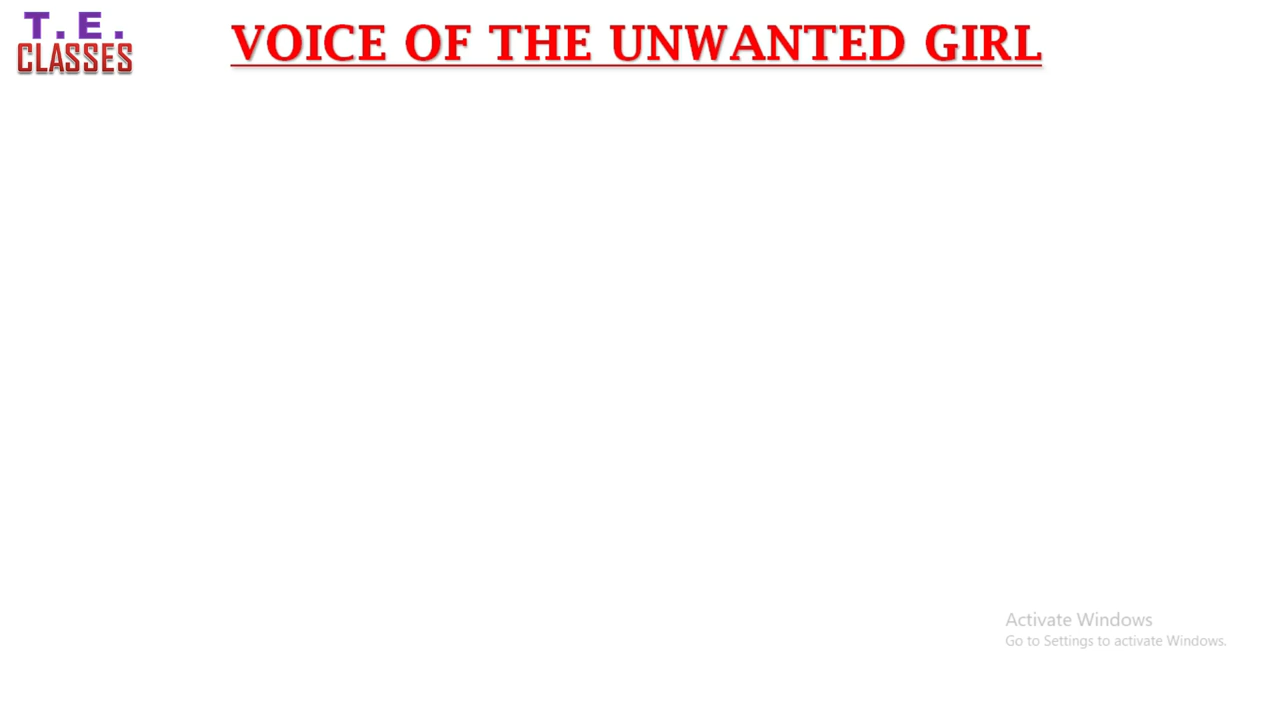 T.E.
CLASSES
VOICE OF THE UNWANTED GIRL
Activate Windows
Go to Settings to activate Windows.